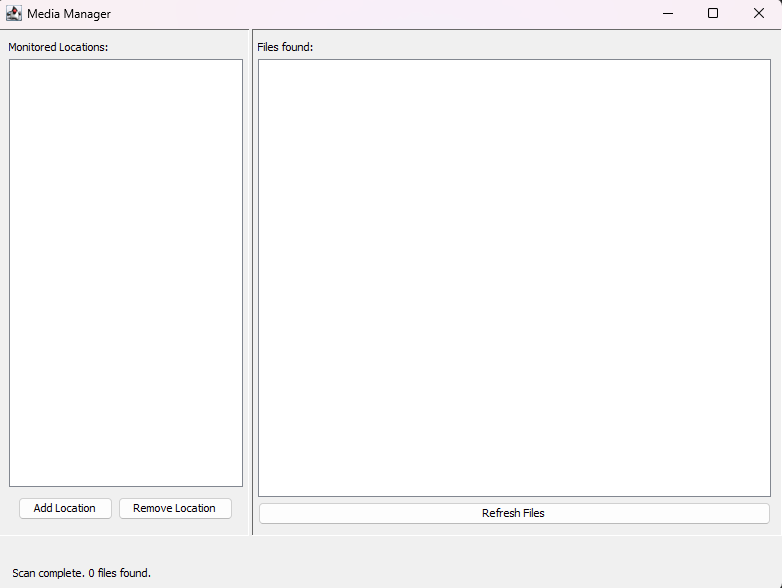 Media Manager
Monitored Locations:
Files found:
Add Location
Remove Location
Refresh Files
Scan complete. 0 files found.